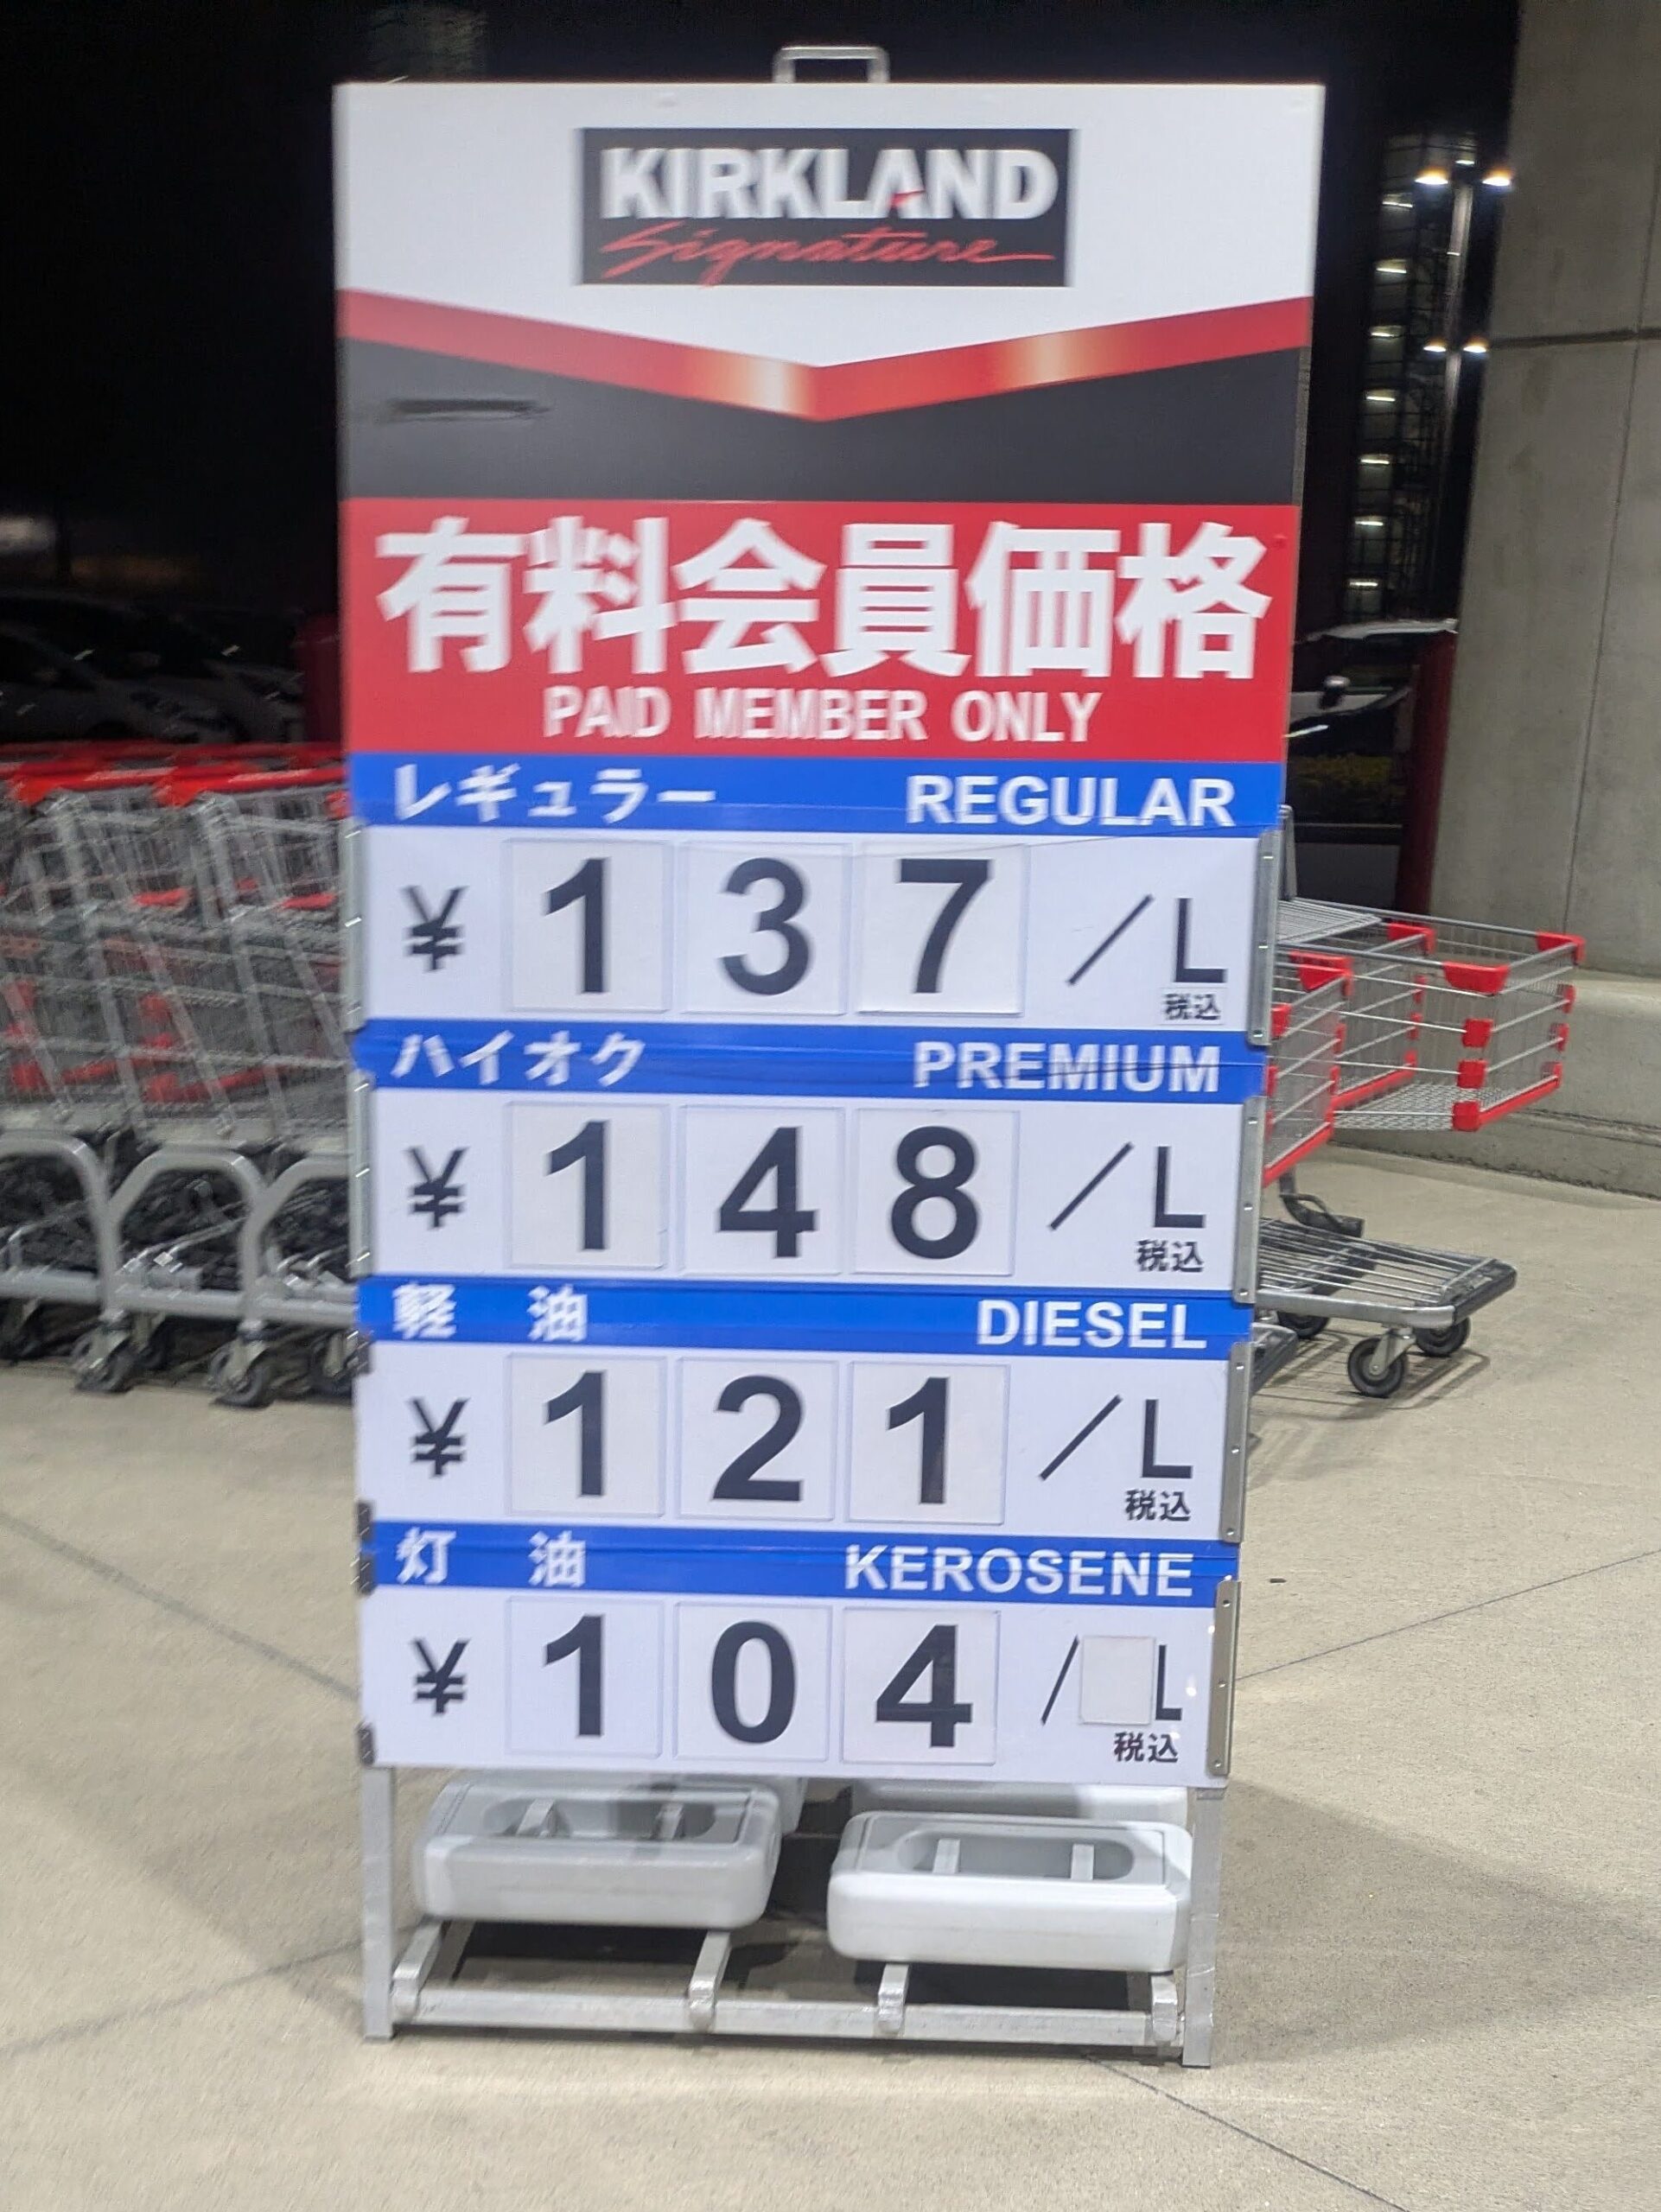 KIRKLAND
Signature
有料会員価格
PAID MEMBER ONLY
レギュラー REGULAR
¥ 137 /L
税込
ハイオク PREMIUM
¥ 148 /L
税込
軽 油 DIESEL
¥ 121 /L
税込
灯 油 KEROSENE
¥ 104 /L
税込